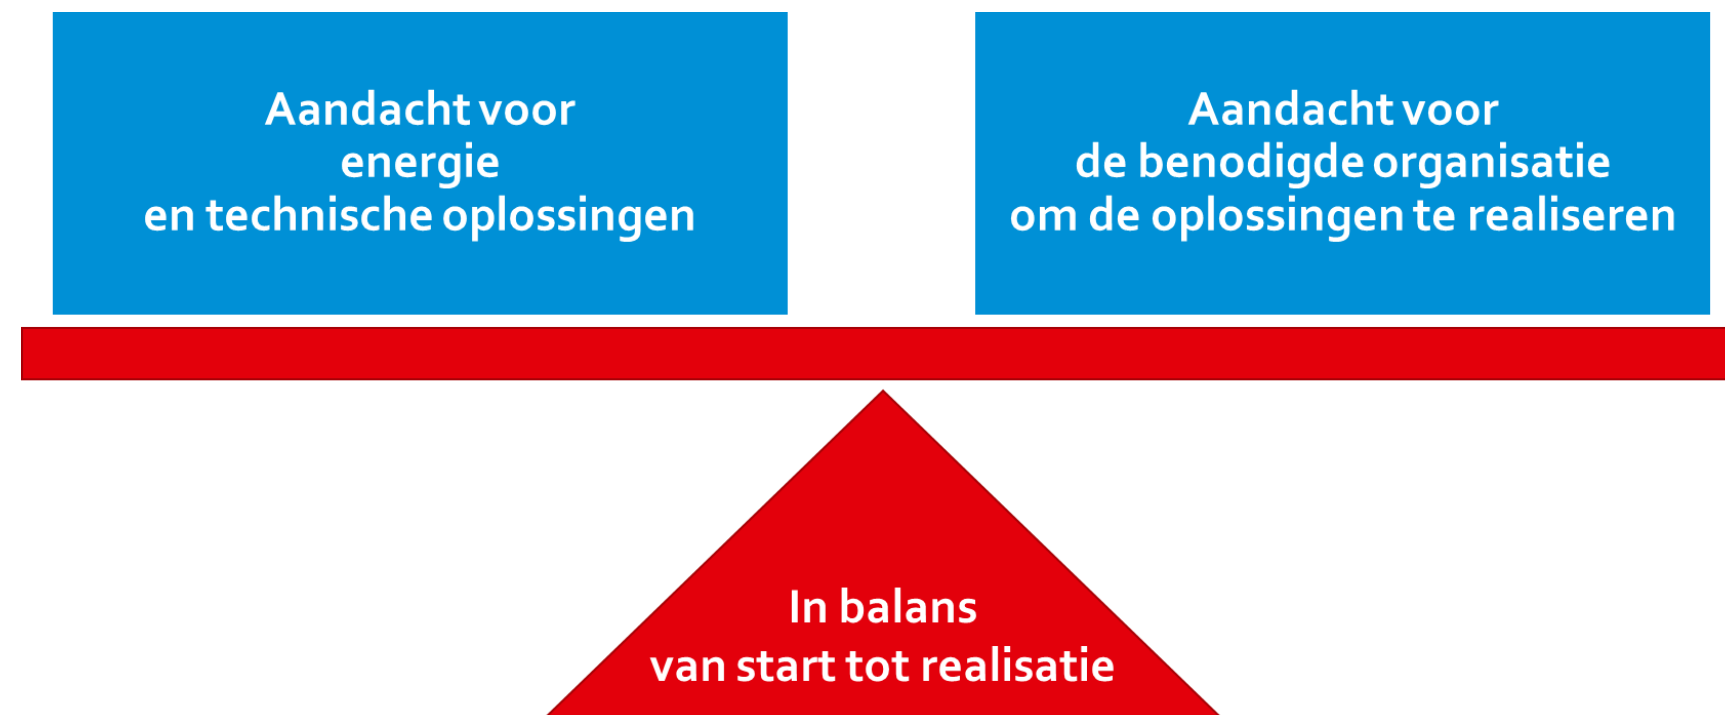 Aandacht voor
energie
en technische oplossingen
Aandacht voor
de benodigde organisatie
om de oplossingen te realiseren
In balans
van start tot realisatie